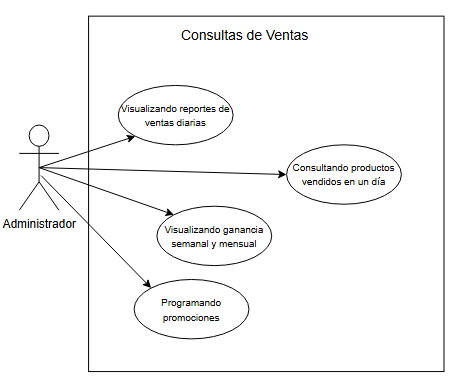 Consultas de Ventas
Visualizando reportes de
ventas diarias
Consultando productos
vendidos en un día
Administrador
Visualizando ganancia
semanal y mensual
Programando
promociones